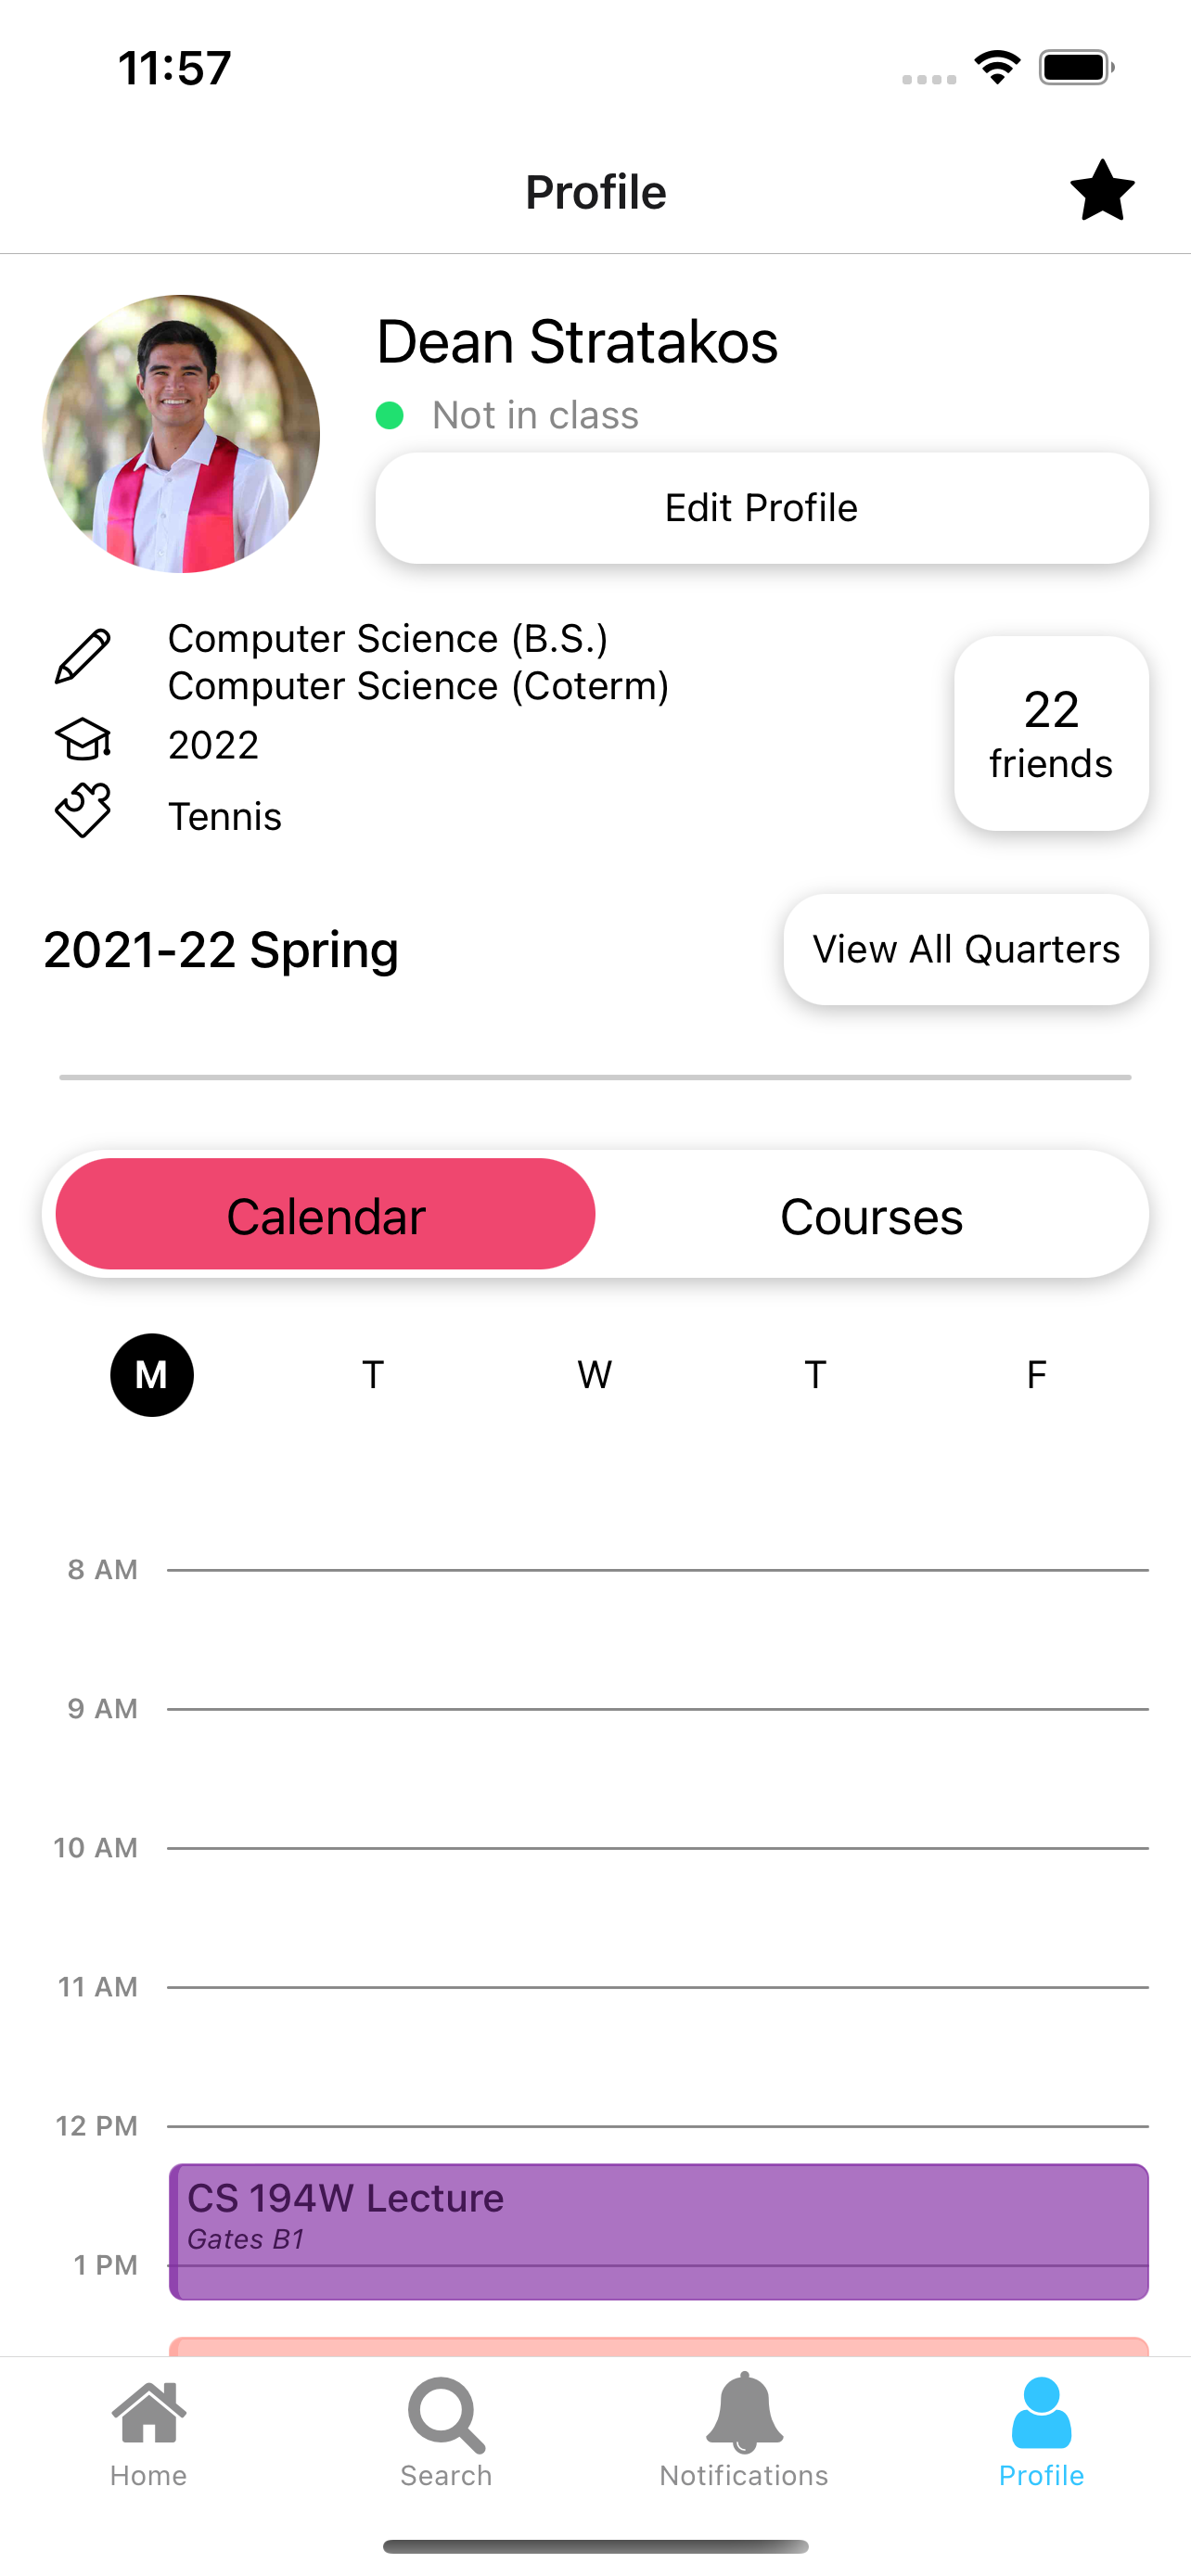 11:57
Profile
Dean Stratakos
Not in class
Edit Profile
Computer Science (B.S.)
Computer Science (Coterm)
2022
Tennis
22
friends
2021-22 Spring
View All Quarters
Calendar
Courses
M T W T F
8 AM
9 AM
10 AM
11 AM
12 PM
CS 194W Lecture
Gates B1
1 PM
Home
Search
Notifications
Profile